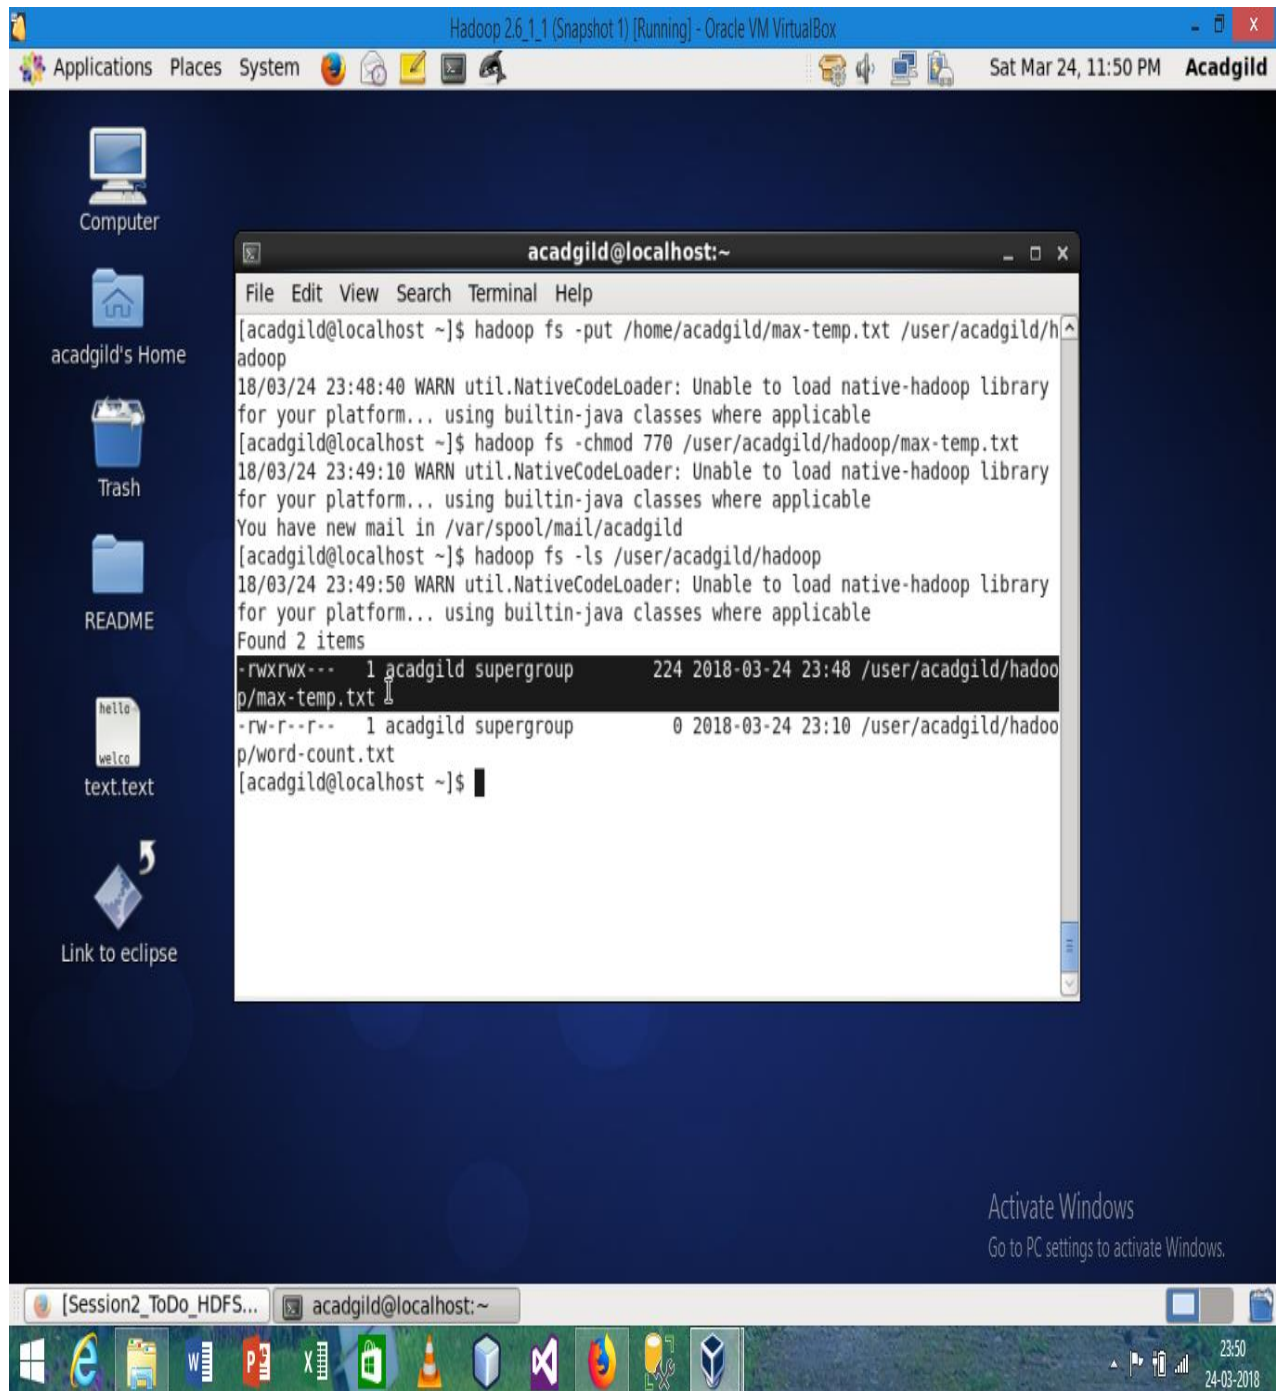 Hadoop 2.6_1_1 (Snapshot 1) [Running] - Oracle VM VirtualBox
Applications Places System Sat Mar 24, 11:50 PM Acadgild
Computer
acadgild's Home
Trash
README
hello
welco
text.text
Link to eclipse
acadgild@localhost:~
File Edit View Search Terminal Help
[acadgild@localhost ~]$ hadoop fs -put /home/acadgild/max-temp.txt /user/acadgild/h
adoop
18/03/24 23:48:40 WARN util.NativeCodeLoader: Unable to load native-hadoop library
for your platform... using builtin-java classes where applicable
[acadgild@localhost ~]$ hadoop fs -chmod 770 /user/acadgild/hadoop/max-temp.txt
18/03/24 23:49:10 WARN util.NativeCodeLoader: Unable to load native-hadoop library
for your platform... using builtin-java classes where applicable
You have new mail in /var/spool/mail/acadgild
[acadgild@localhost ~]$ hadoop fs -ls /user/acadgild/hadoop
18/03/24 23:49:50 WARN util.NativeCodeLoader: Unable to load native-hadoop library
for your platform... using builtin-java classes where applicable
Found 2 items
-rwxrwx--- 1 acadgild supergroup 224 2018-03-24 23:48 /user/acadgild/hadoo
p/max-temp.txt
-rw-r--r-- 1 acadgild supergroup 0 2018-03-24 23:10 /user/acadgild/hadoo
p/word-count.txt
[acadgild@localhost ~]$
Activate Windows
Go to PC settings to activate Windows.
[Session2_ToDo_HDFS... acadgild@localhost:~
23:50
24-03-2018